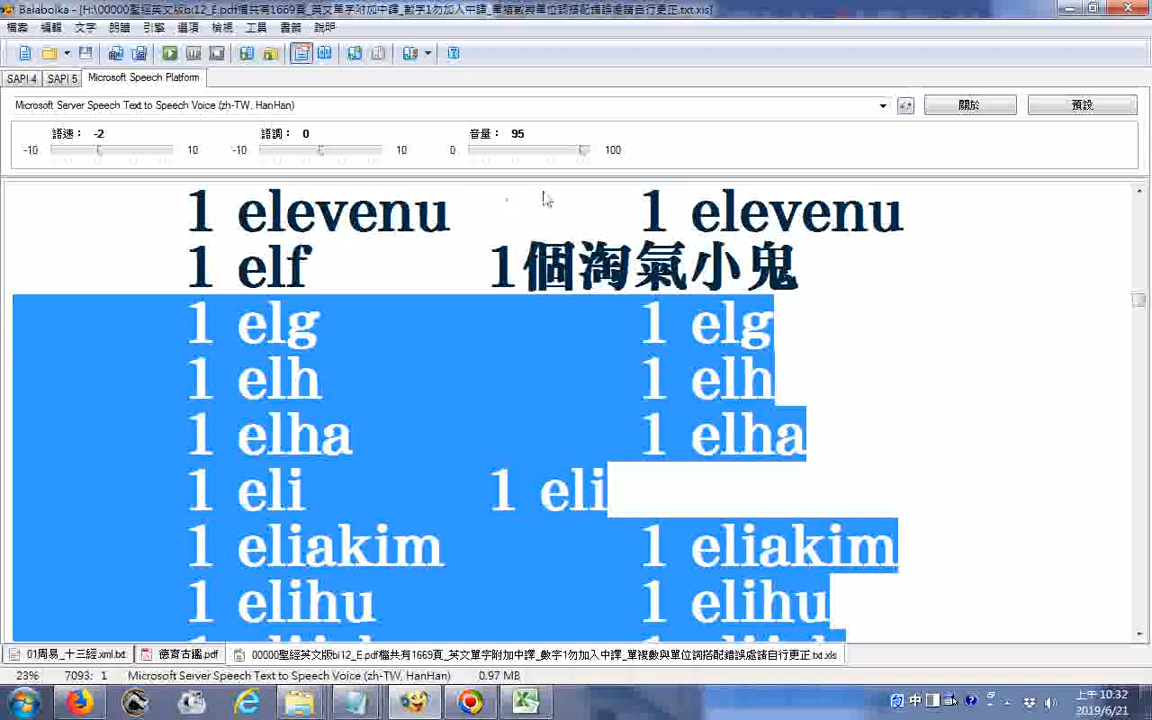 Balabolka - [H:\00000聖經英文版bi12_E.pdf檔共有1669頁_英文單字附加中譯_數字1勿加入中譯_單複數與單位詞搭配錯誤處請自行更正.txt.xls]
檔案 編輯 文字 朗讀 引擎 選項 檢視 工具 書籤 說明
SAPI 4 SAPI 5 Microsoft Speech Platform
Microsoft Server Speech Text to Speech Voice (zh-TW, HanHan) 關於 預設
語速： -2 語調： 0 音量： 95
-10 10 -10 10 0 100
1 elevenu 1 elevenu
1 elf 1個淘氣小鬼
1 elg 1 elg
1 elh 1 elh
1 elha 1 elha
1 eli 1 eli
1 eliakim 1 eliakim
1 elihu 1 elihu
01周易_十三經.xml.txt 德育古鑑.pdf 00000聖經英文版bi12_E.pdf檔共有1669頁_英文單字附加中譯_數字1勿加入中譯_單複數與單位詞搭配錯誤處請自行更正.txt.xls
23% 7093: 1 Microsoft Server Speech Text to Speech Voice (zh-TW, HanHan) 0.97 MB
中 上午 10:32
2019/6/21